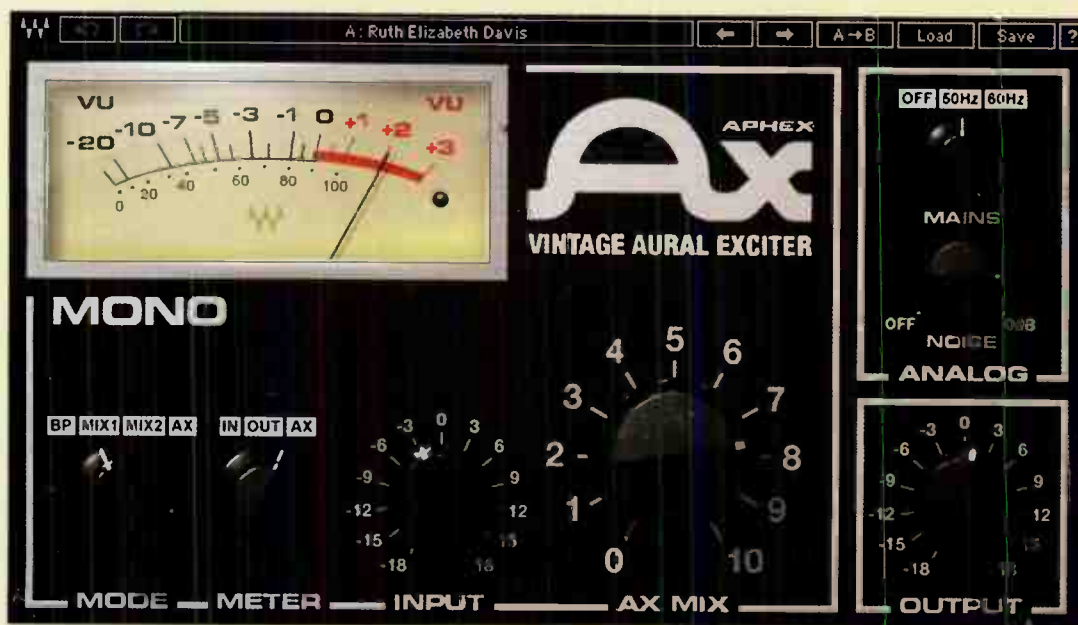 A: Ruth Elizabeth Davis
← → A→B Load Save ?
VU VU
-20 -10 -7 -5 -3 -1 0 +1 +2 +3
0 20 40 60 80 100
Ax
APHEX
VINTAGE AURAL EXCITER
MONO
BP MIX1 MIX2 AX
MODE
IN OUT AX
METER
-18 -15 -12 -9 -6 -3 0 3 6 9 12 15 18
INPUT
0 1 2 3 4 5 6 7 8 9 10
AX MIX
OFF 50Hz 60Hz
MAINS
OFF 0dB
NOISE
ANALOG
-18 -15 -12 -9 -6 -3 0 3 6 9 12
OUTPUT